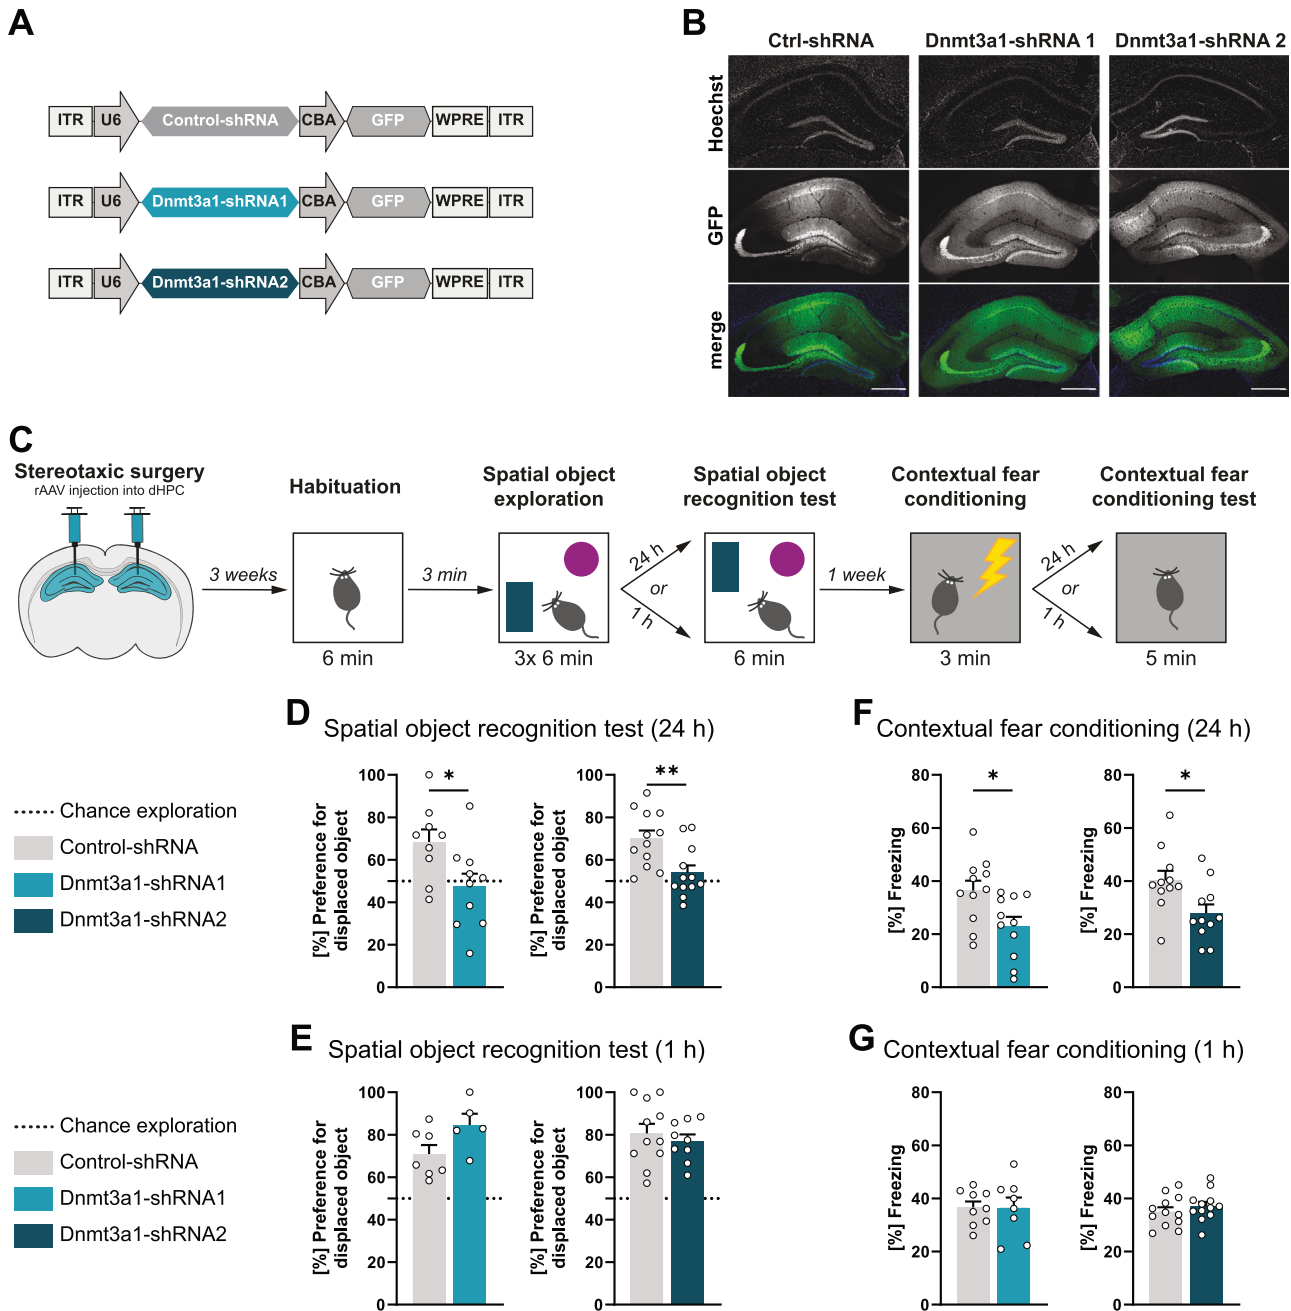 A
ITR U6 Control-shRNA CBA GFP WPRE ITR
ITR U6 Dnmt3a1-shRNA1 CBA GFP WPRE ITR
ITR U6 Dnmt3a1-shRNA2 CBA GFP WPRE ITR
B
Ctrl-shRNA Dnmt3a1-shRNA 1 Dnmt3a1-shRNA 2
Hoechst
GFP
merge
C
Stereotaxic surgery
rAAV injection into dHPC
3 weeks
Habituation
6 min
3 min
Spatial object
exploration
3x 6 min
24 h
or
1 h
Spatial object
recognition test
6 min
1 week
Contextual fear
conditioning
3 min
24 h
or
1 h
Contextual fear
conditioning test
5 min
Chance exploration
Control-shRNA
Dnmt3a1-shRNA1
Dnmt3a1-shRNA2
D
Spatial object recognition test (24 h)
[%] Preference for
displaced object
100
80
60
40
20
0
*
[%] Preference for
displaced object
100
80
60
40
20
0
**
F
Contextual fear conditioning (24 h)
[%] Freezing
80
60
40
20
0
*
[%] Freezing
80
60
40
20
0
*
Chance exploration
Control-shRNA
Dnmt3a1-shRNA1
Dnmt3a1-shRNA2
E
Spatial object recognition test (1 h)
[%] Preference for
displaced object
100
80
60
40
20
0
[%] Preference for
displaced object
100
80
60
40
20
0
G
Contextual fear conditioning (1 h)
[%] Freezing
80
60
40
20
0
[%] Freezing
80
60
40
20
0